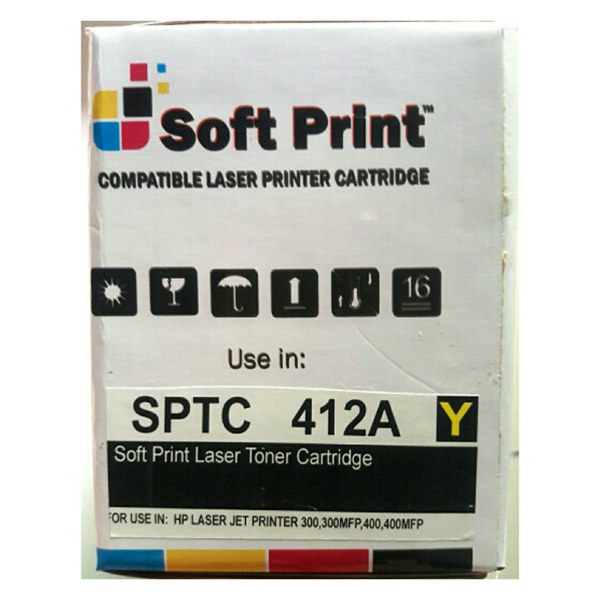 Soft Print™
COMPATIBLE LASER PRINTER CARTRIDGE
16
Use in:
SPTC 412A Y
Soft Print Laser Toner Cartridge
FOR USE IN: HP LASER JET PRINTER 300,300MFP,400,400MFP